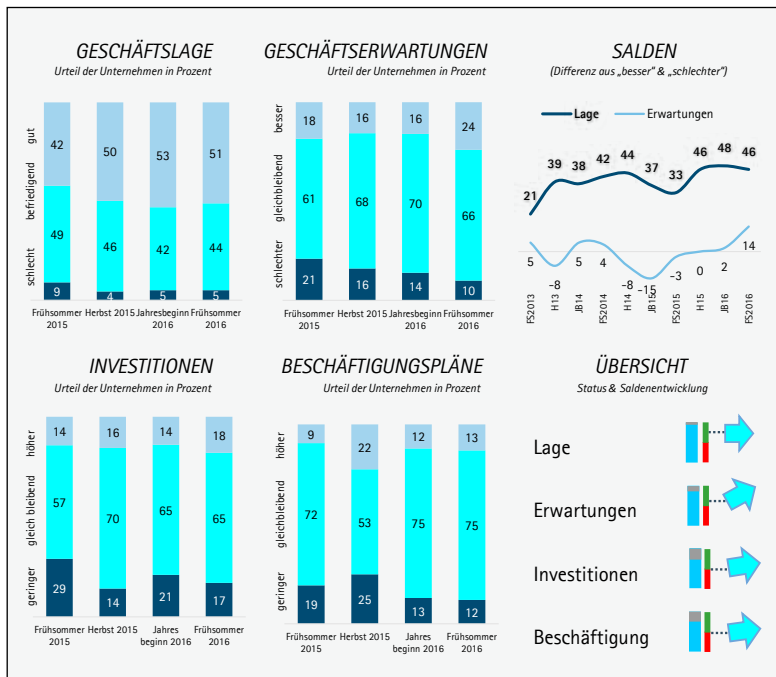 GESCHÄFTSLAGE
Urteil der Unternehmen in Prozent
gut
befriedigend
schlecht
42 50 53 51
49 46 42 44
9 4 5 5
Frühsommer 2015
Herbst 2015
Jahresbeginn 2016
Frühsommer 2016
GESCHÄFTSERWARTUNGEN
Urteil der Unternehmen in Prozent
besser
gleichbleibend
schlechter
18 16 16 24
61 68 70 66
21 16 14 10
Frühsommer 2015
Herbst 2015
Jahresbeginn 2016
Frühsommer 2016
SALDEN
(Differenz aus „besser" & „schlechter")
Lage Erwartungen
21 39 38 42 44 37 33 46 48 46
5 -8 5 4 -8 -15 -3 0 2 14
FS2013 H13 JB14 FS2014 H14 JB15 FS2015 H15 JB16 FS2016
INVESTITIONEN
Urteil der Unternehmen in Prozent
höher
gleich bleibend
geringer
14 16 14 18
57 70 65 65
29 14 21 17
Frühsommer 2015
Herbst 2015
Jahres beginn 2016
Frühsommer 2016
BESCHÄFTIGUNGSPLÄNE
Urteil der Unternehmen in Prozent
höher
gleichbleibend
geringer
9 22 12 13
72 53 75 75
19 25 13 12
Frühsommer 2015
Herbst 2015
Jahres beginn 2016
Frühsommer 2016
ÜBERSICHT
Status & Saldenentwicklung
Lage
Erwartungen
Investitionen
Beschäftigung